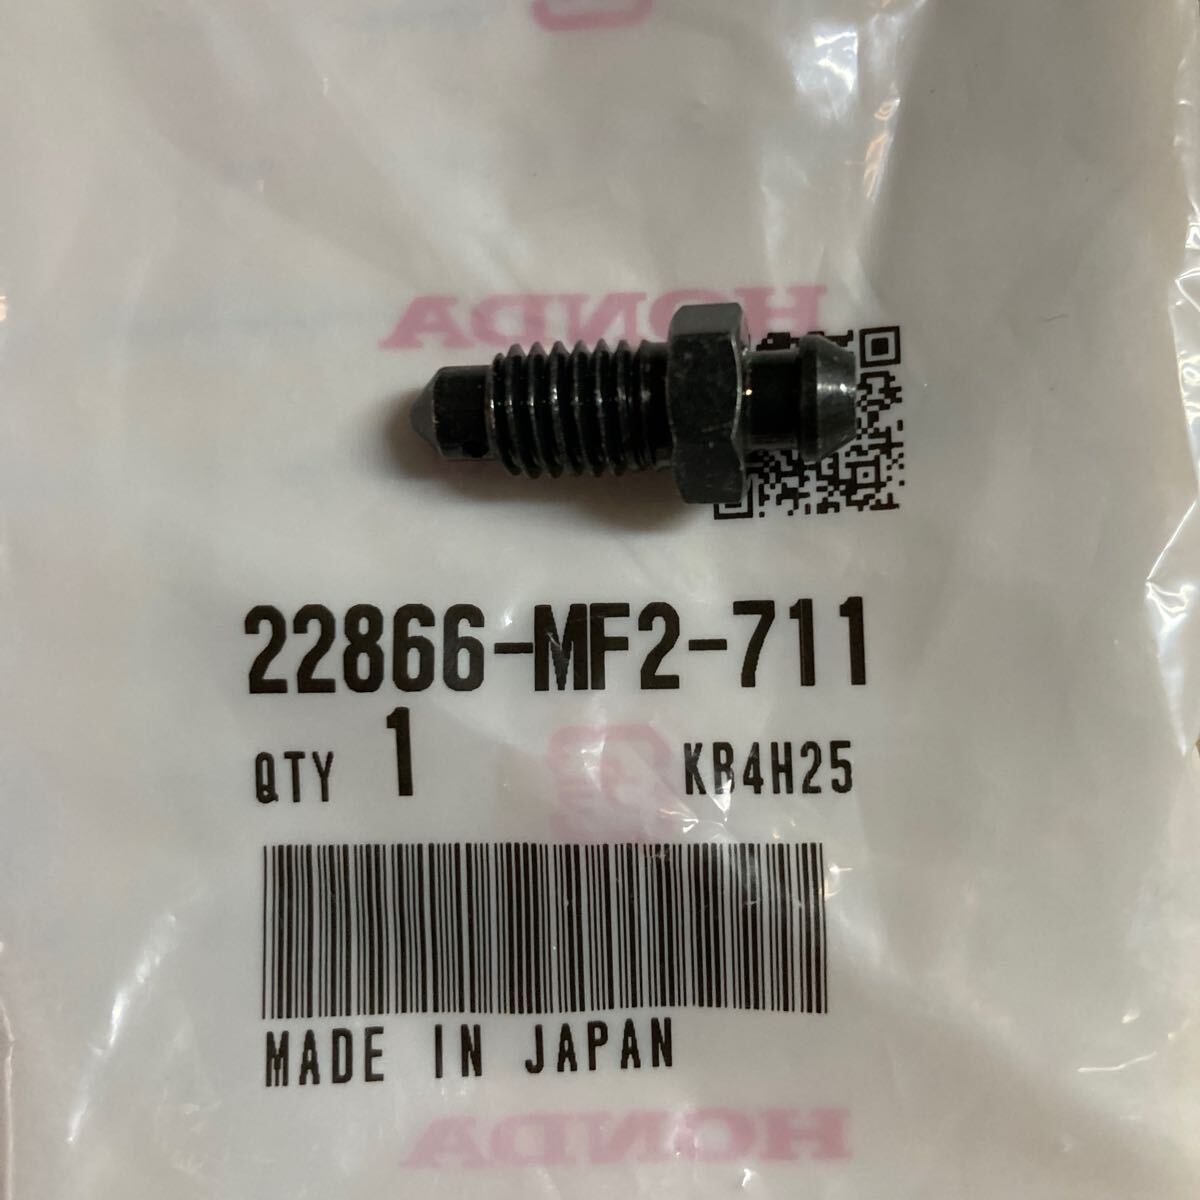 HONDA
22866-MF2-711
QTY 1 KB4H25
MADE IN JAPAN
HONDA